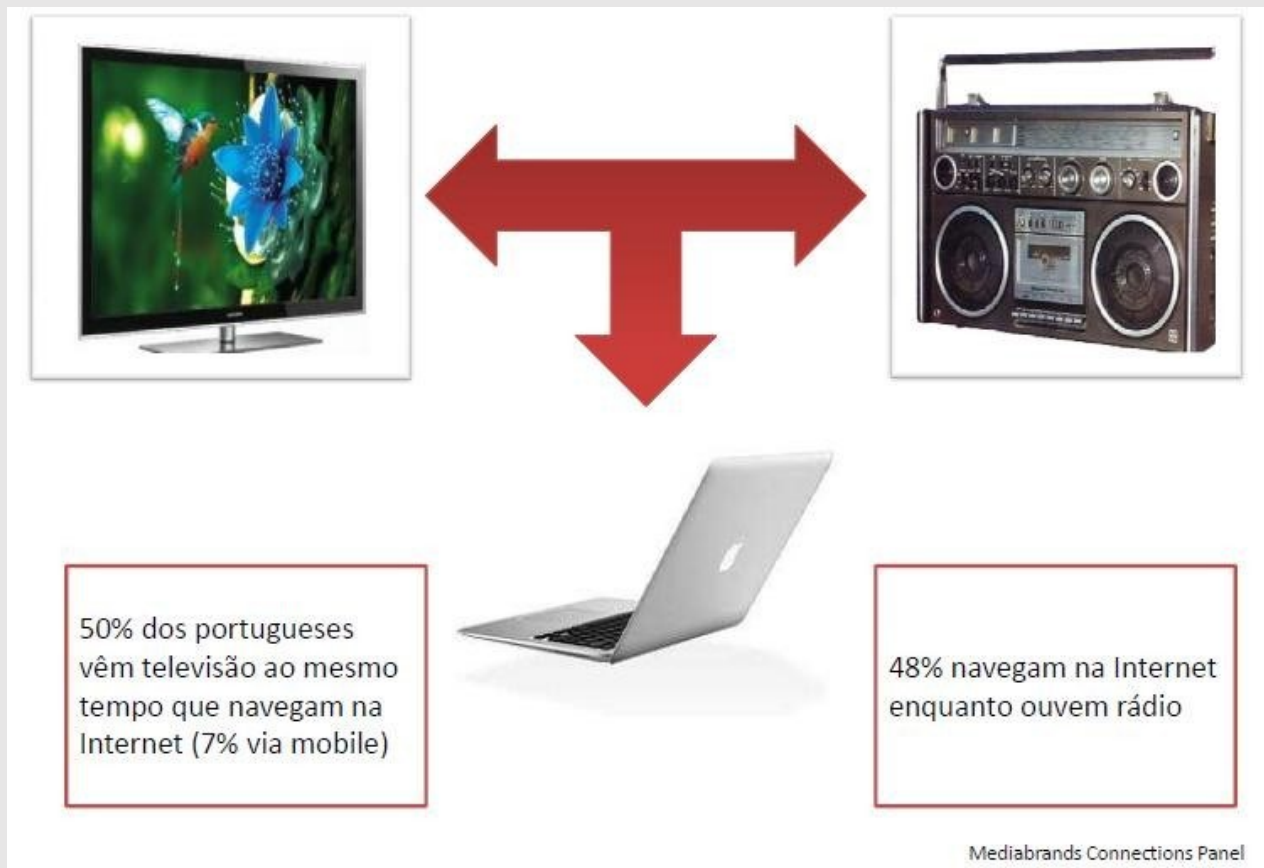 50% dos portugueses
vêm televisão ao mesmo
tempo que navegam na
Internet (7% via mobile)
48% navegam na Internet
enquanto ouvem rádio
Mediabrands Connections Panel